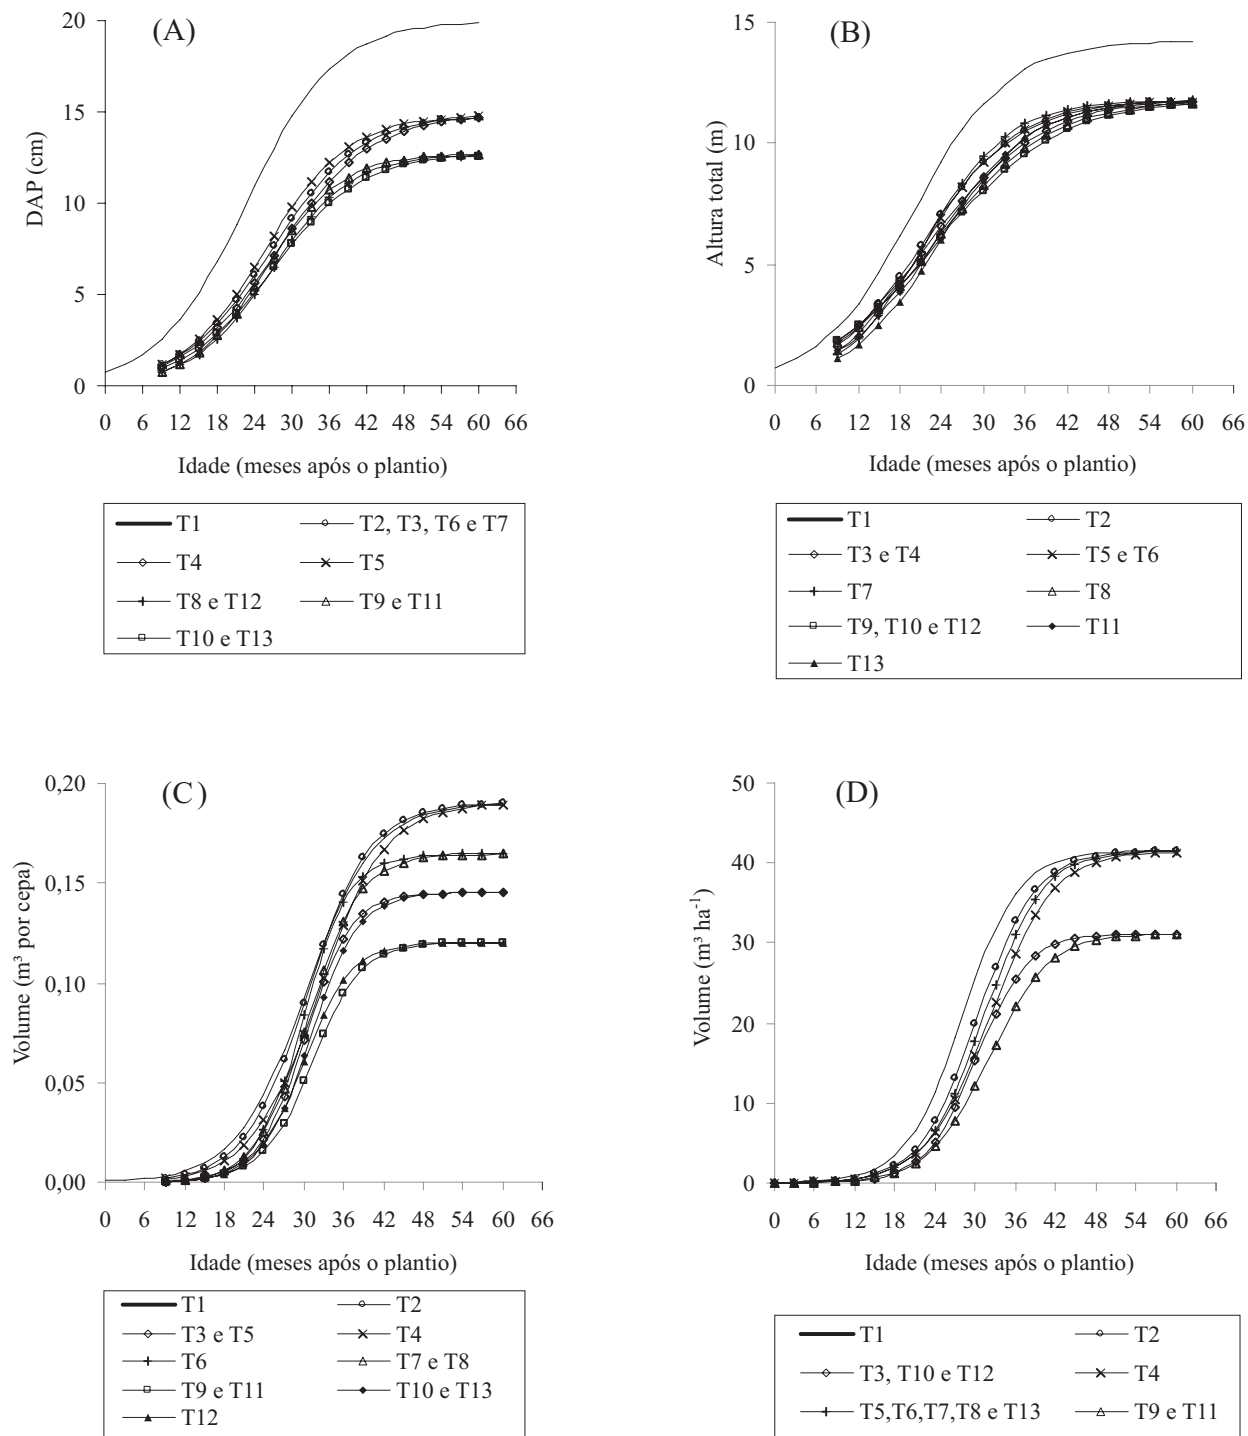 (A)
20
15
10
5
0
DAP (cm)
0 6 12 18 24 30 36 42 48 54 60 66
Idade (meses após o plantio)
T1
T2, T3, T6 e T7
T4
T5
T8 e T12
T9 e T11
T10 e T13
(B)
15
10
5
0
Altura total (m)
0 6 12 18 24 30 36 42 48 54 60 66
Idade (meses após o plantio)
T1
T2
T3 e T4
T5 e T6
T7
T8
T9, T10 e T12
T11
T13
(C)
0,20
0,15
0,10
0,05
0,00
Volume (m³ por cepa)
0 6 12 18 24 30 36 42 48 54 60 66
Idade (meses após o plantio)
T1
T2
T3 e T5
T4
T6
T7 e T8
T9 e T11
T10 e T13
T12
(D)
50
40
30
20
10
0
Volume (m³ ha⁻¹)
0 6 12 18 24 30 36 42 48 54 60 66
Idade (meses após o plantio)
T1
T2
T3, T10 e T12
T4
T5,T6,T7,T8 e T13
T9 e T11